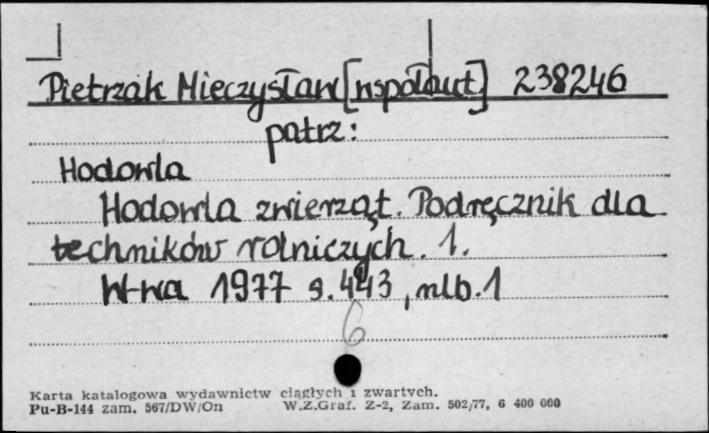 Pietrzak Mieczysław [współaut] 238246
patrz:
Hodowla
Hodowla zwierząt. Podręcznik dla
techników rolniczych. 1.
W-wa 1977 s. 443, nlb. 1
6
Karta katalogowa wydawnictw ciągłych i zwartych.
Pu-B-144 zam. 567/DW/On W.Z.Graf. Z-2, Zam. 502/77, 6 400 000